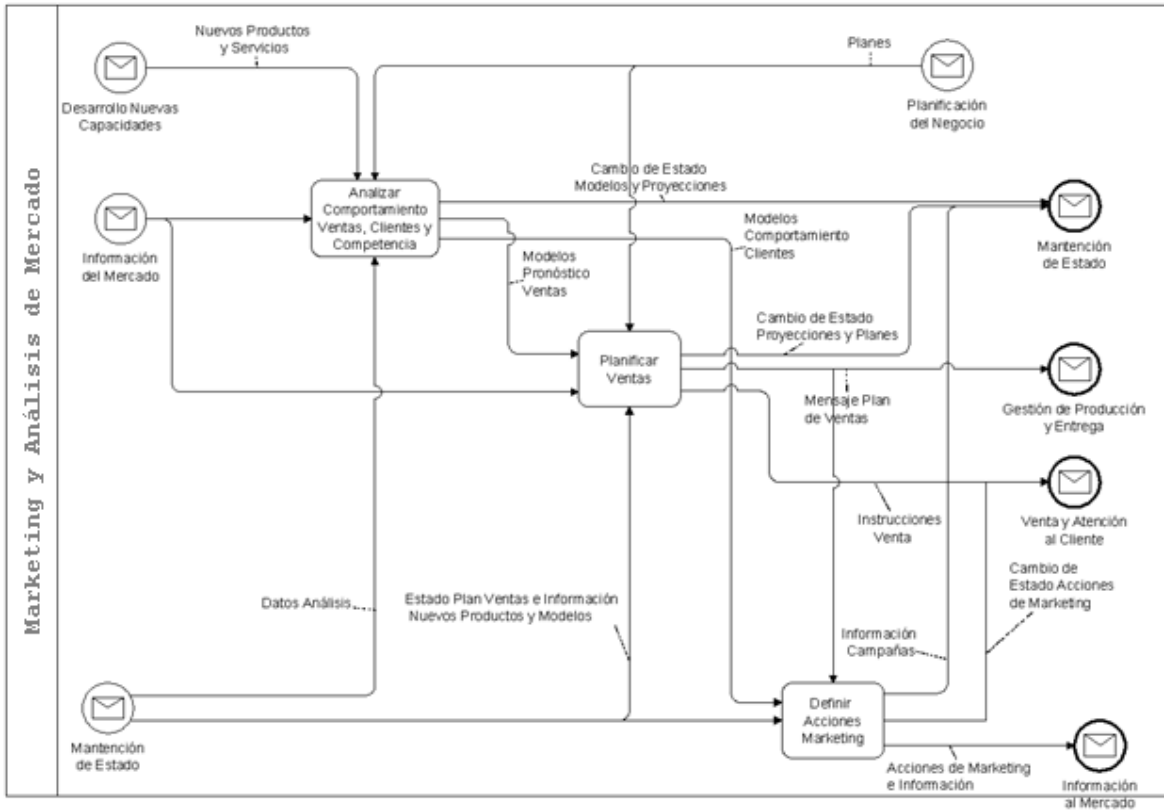 Marketing y Análisis de Mercado
Nuevos Productos
y Servicios
Planes
Desarrollo Nuevas
Capacidades
Planificación
del Negocio
Analizar
Comportamiento
Ventas, Clientes y
Competencia
Cambio de Estado
Modelos y Proyecciones
Información
del Mercado
Modelos
Comportamiento
Clientes
Mantención
de Estado
Modelos
Pronóstico
Ventas
Cambio de Estado
Proyecciones y Planes
Planificar
Ventas
Mensaje Plan
de Ventas
Gestión de Producción
y Entrega
Instrucciones
Venta
Venta y Atención
al Cliente
Datos Análisis
Estado Plan Ventas e Información
Nuevos Productos y Modelos
Cambio de
Estado Acciones
de Marketing
Información
Campañas
Mantención
de Estado
Definir
Acciones
Marketing
Acciones de Marketing
e Información
Información
al Mercado